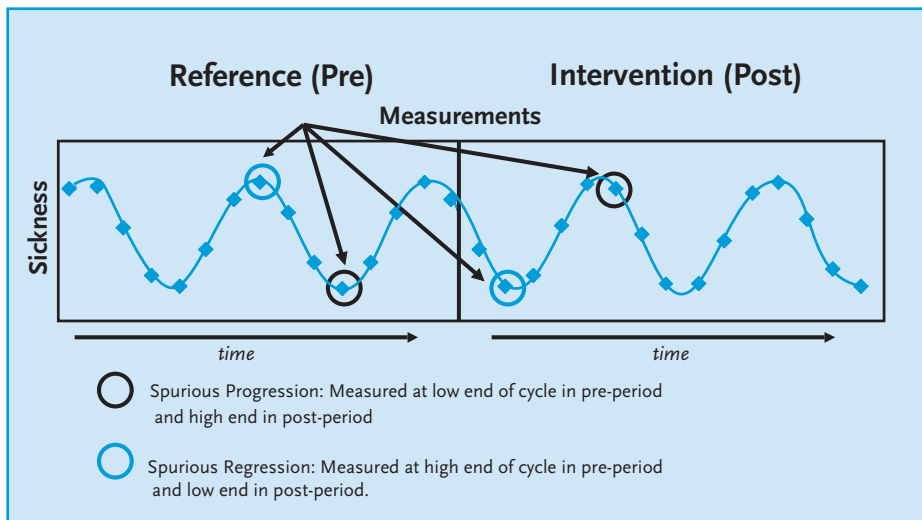 Reference (Pre)
Intervention (Post)
Measurements
Sickness
time
time
Spurious Progression: Measured at low end of cycle in pre-period
and high end in post-period
Spurious Regression: Measured at high end of cycle in pre-period
and low end in post-period.